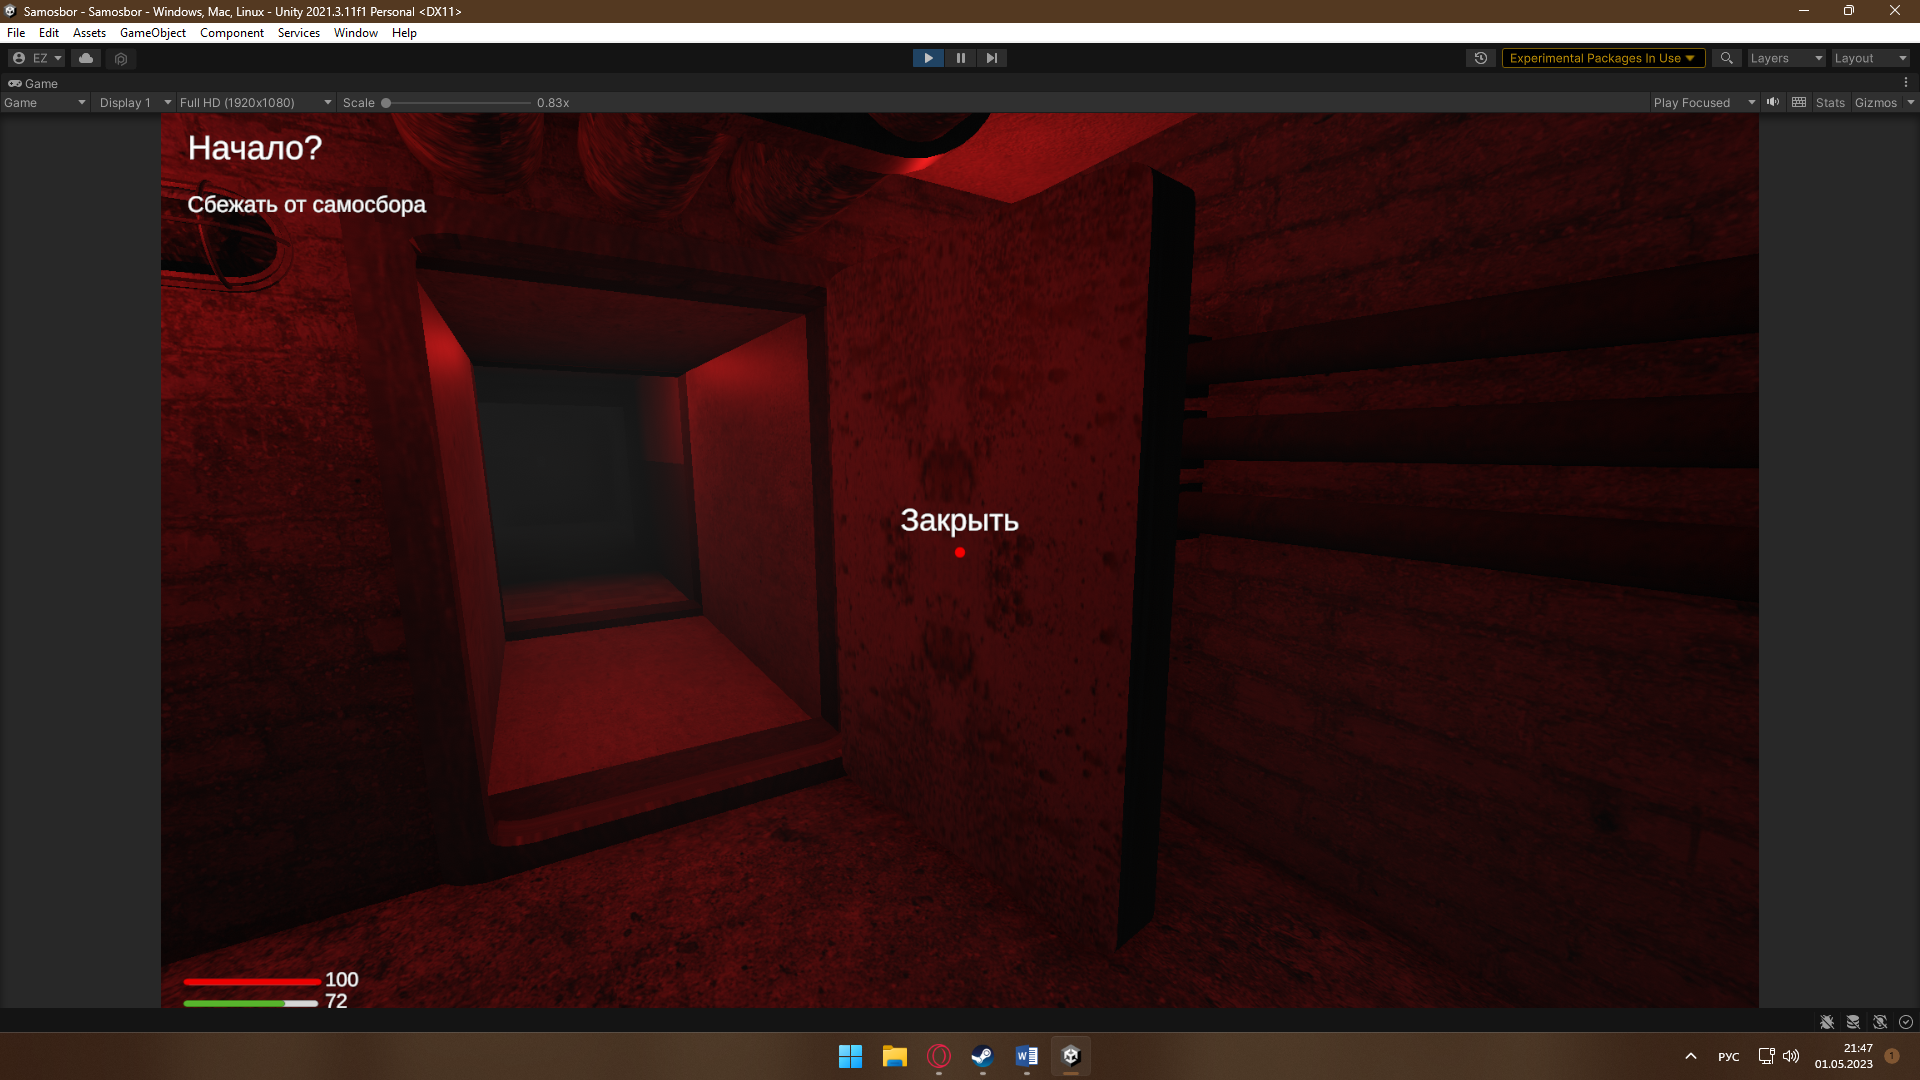 Samosbor - Samosbor - Windows, Mac, Linux - Unity 2021.3.11f1 Personal <DX11>
File Edit Assets GameObject Component Services Window Help
EZ Experimental Packages In Use Layers Layout
Game
Game Display 1 Full HD (1920x1080) Scale 0.83x Play Focused Stats Gizmos
Начало?
Сбежать от самосбора
Закрыть
100
72
РУС
21:47
01.05.2023
1